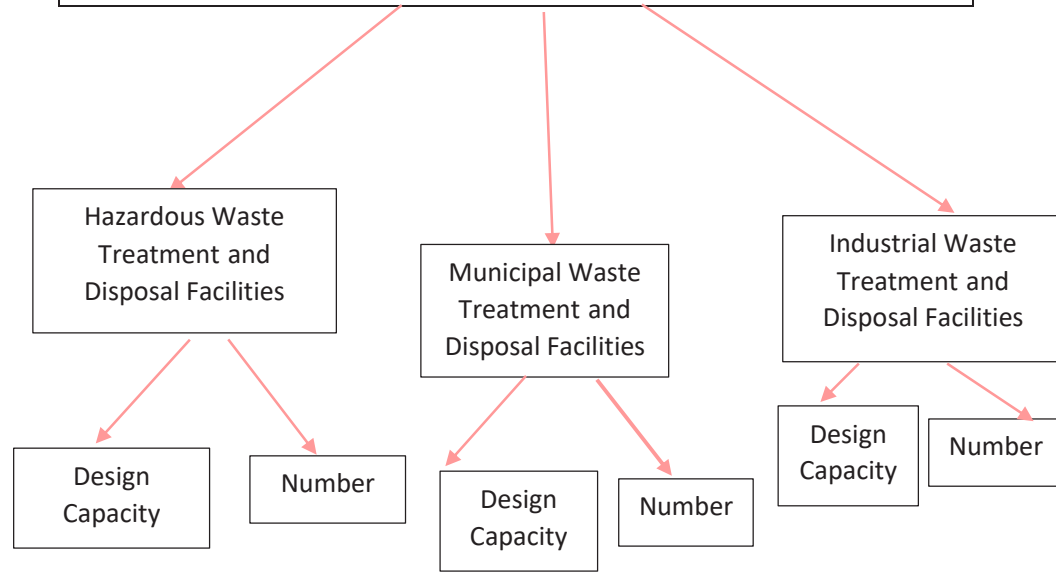 Hazardous Waste
Treatment and
Disposal Facilities
Municipal Waste
Treatment and
Disposal Facilities
Industrial Waste
Treatment and
Disposal Facilities
Design
Capacity
Number
Design
Capacity
Number
Design
Capacity
Number